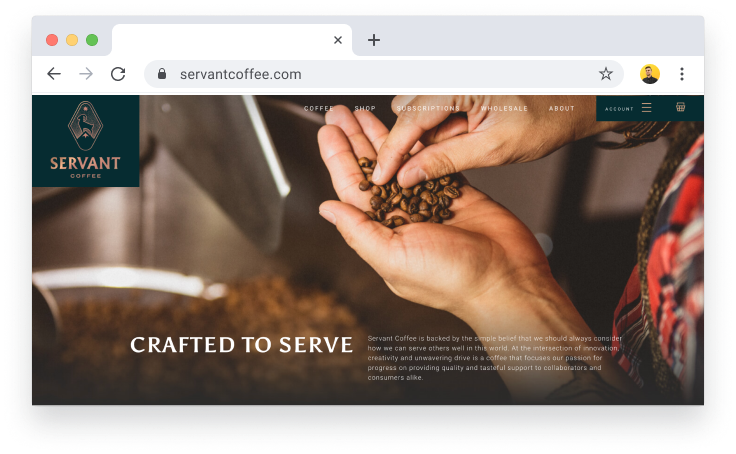 servantcoffee.com
COFFEE SHOP SUBSCRIPTIONS WHOLESALE ABOUT
ACCOUNT
SERVANT
COFFEE
CRAFTED TO SERVE
Servant Coffee is backed by the simple belief that we should always consider
how we can serve others well in this world. At the intersection of innovation,
creativity and unwavering drive is a coffee that focuses our passion for
progress on providing quality and tasteful support to collaborators and
consumers alike.